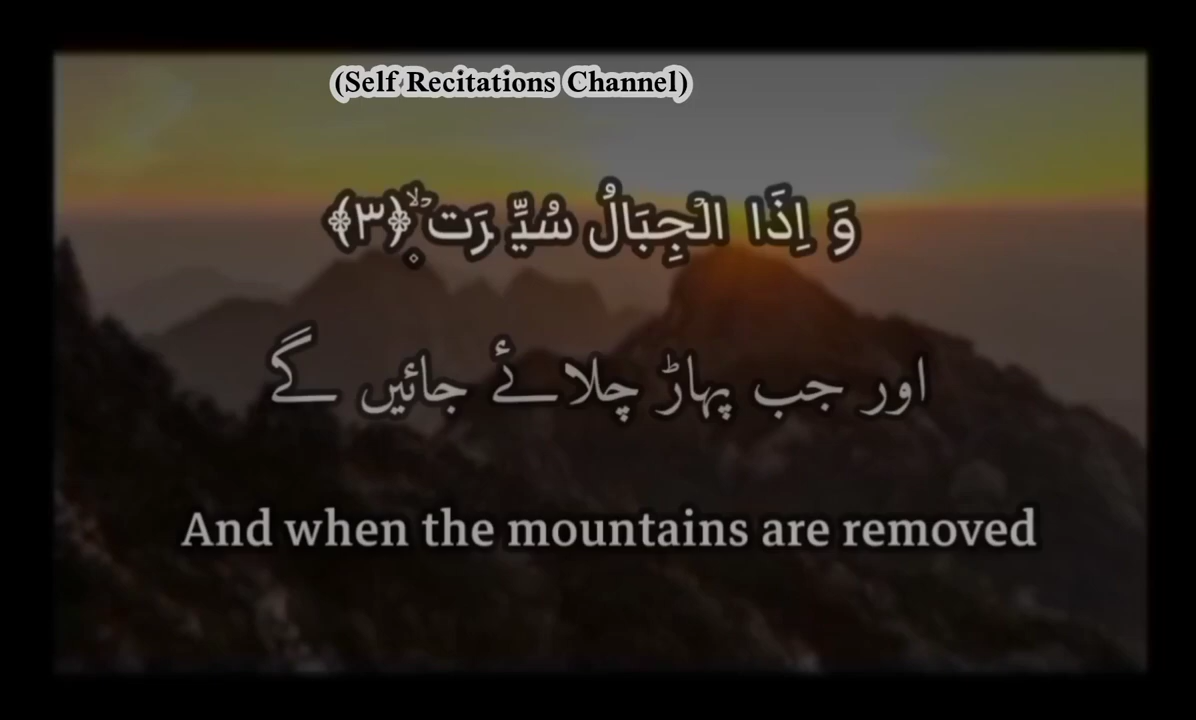 (Self Recitations Channel)
وَ اِذَا الۡجِبَالُ سُيِّرَت ۪ۡۙ ﴿۳﴾
اور جب پہاڑ چلائے جائیں گے
And when the mountains are removed